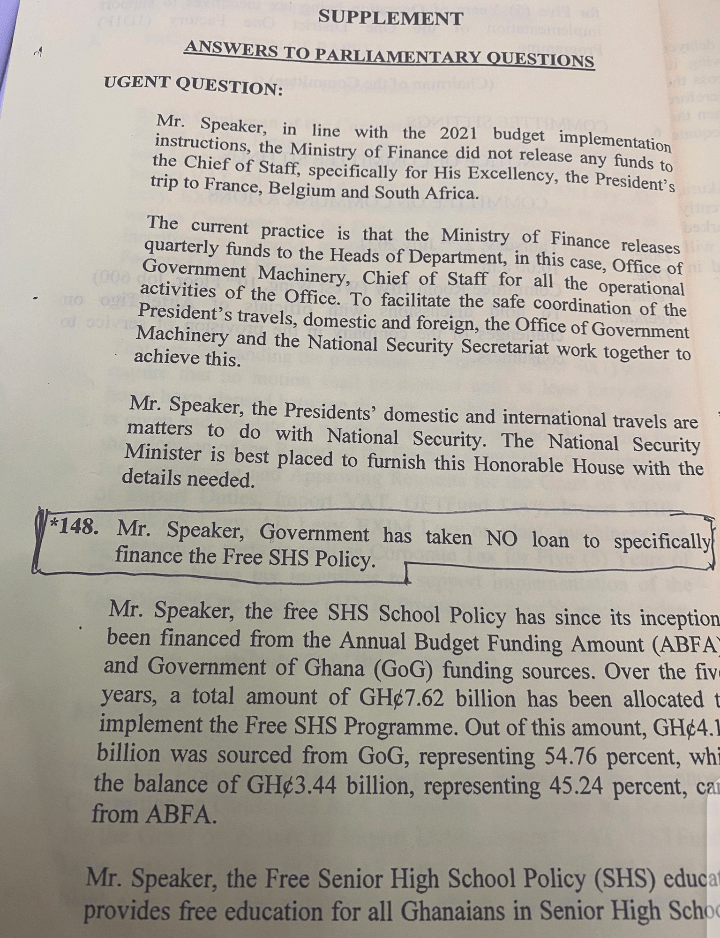 SUPPLEMENT
ANSWERS TO PARLIAMENTARY QUESTIONS
UGENT QUESTION:
Mr. Speaker, in line with the 2021 budget implementation
instructions, the Ministry of Finance did not release any funds to
the Chief of Staff, specifically for His Excellency, the President's
trip to France, Belgium and South Africa.
The current practice is that the Ministry of Finance releases
quarterly funds to the Heads of Department, in this case, Office of
Government Machinery, Chief of Staff for all the operational
activities of the Office. To facilitate the safe coordination of the
President's travels, domestic and foreign, the Office of Government
Machinery and the National Security Secretariat work together to
achieve this.
Mr. Speaker, the Presidents' domestic and international travels are
matters to do with National Security. The National Security
Minister is best placed to furnish this Honorable House with the
details needed.
*148. Mr. Speaker, Government has taken NO loan to specifically
finance the Free SHS Policy.
Mr. Speaker, the free SHS School Policy has since its inception
been financed from the Annual Budget Funding Amount (ABFA)
and Government of Ghana (GoG) funding sources. Over the five
years, a total amount of GH¢7.62 billion has been allocated t
implement the Free SHS Programme. Out of this amount, GH¢4.1
billion was sourced from GoG, representing 54.76 percent, whi
the balance of GH¢3.44 billion, representing 45.24 percent, ca
from ABFA.
Mr. Speaker, the Free Senior High School Policy (SHS) educat
provides free education for all Ghanaians in Senior High Schoo